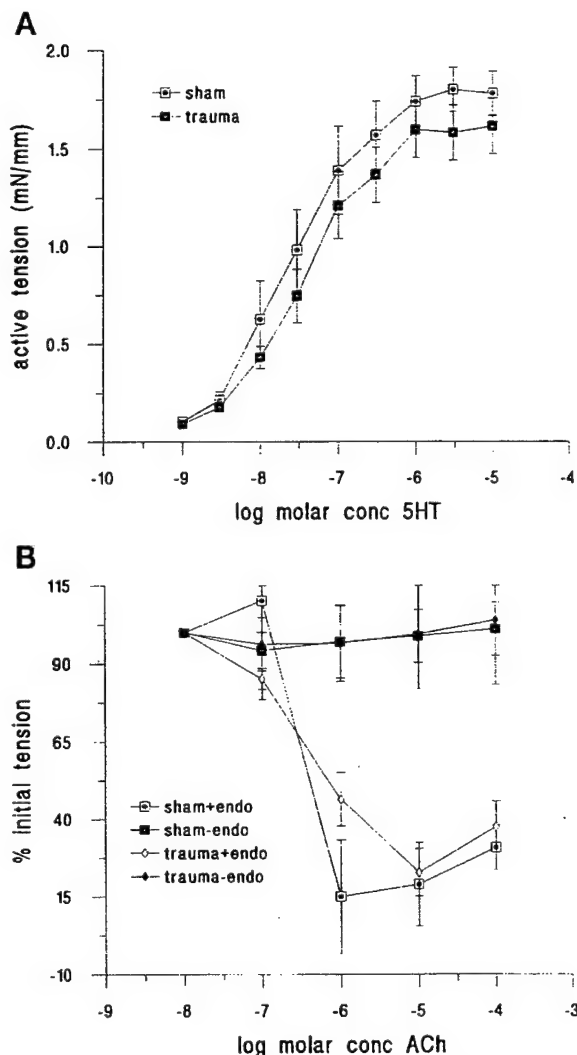 A
2.0
sham
trauma
1.5
1.0
0.5
0.0
active tension (mN/mm)
-10 -9 -8 -7 -6 -5 -4
log molar conc 5HT
B
115
90
65
40
15
-10
% initial tension
sham+endo
sham-endo
trauma+endo
trauma-endo
-9 -8 -7 -6 -5 -4 -3
log molar conc ACh